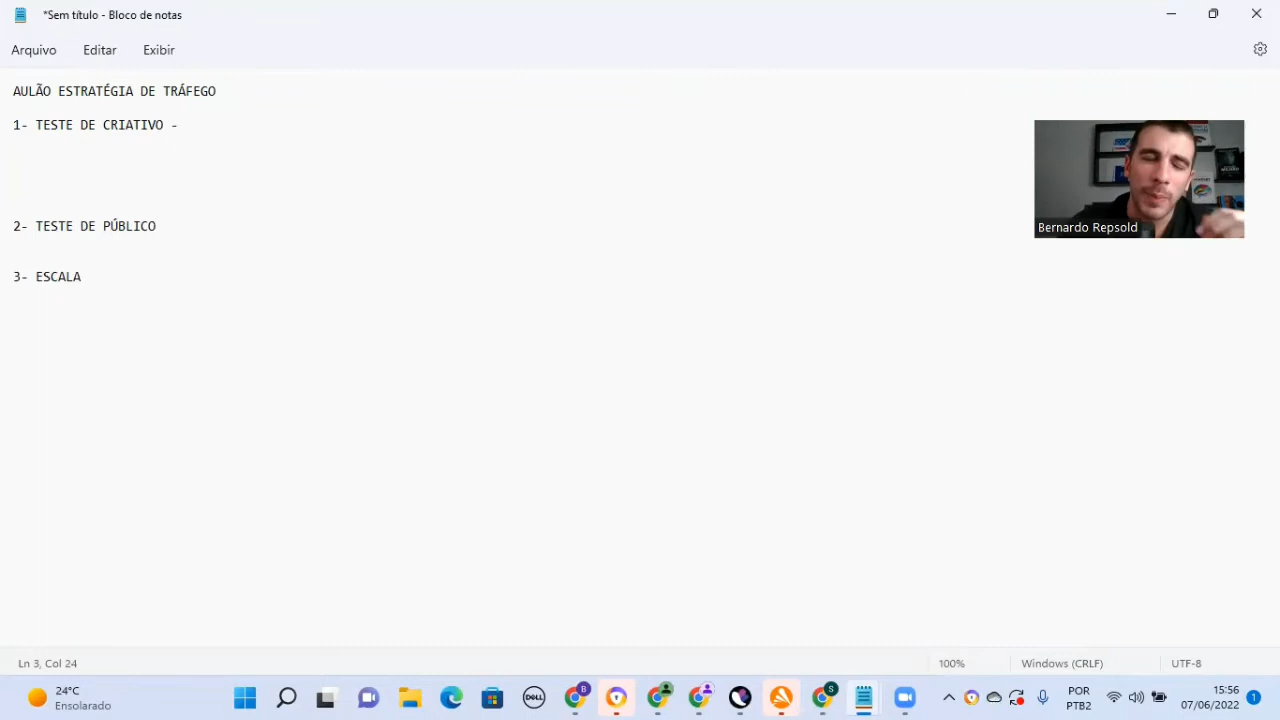 *Sem título - Bloco de notas
Arquivo Editar Exibir
AULÃO ESTRATÉGIA DE TRÁFEGO
1- TESTE DE CRIATIVO -
Bernardo Repsold
2- TESTE DE PÚBLICO
3- ESCALA
Ln 3, Col 24 100% Windows (CRLF) UTF-8
24°C
Ensolarado
DELL
B
S
POR
PTB2
15:56
07/06/2022
1